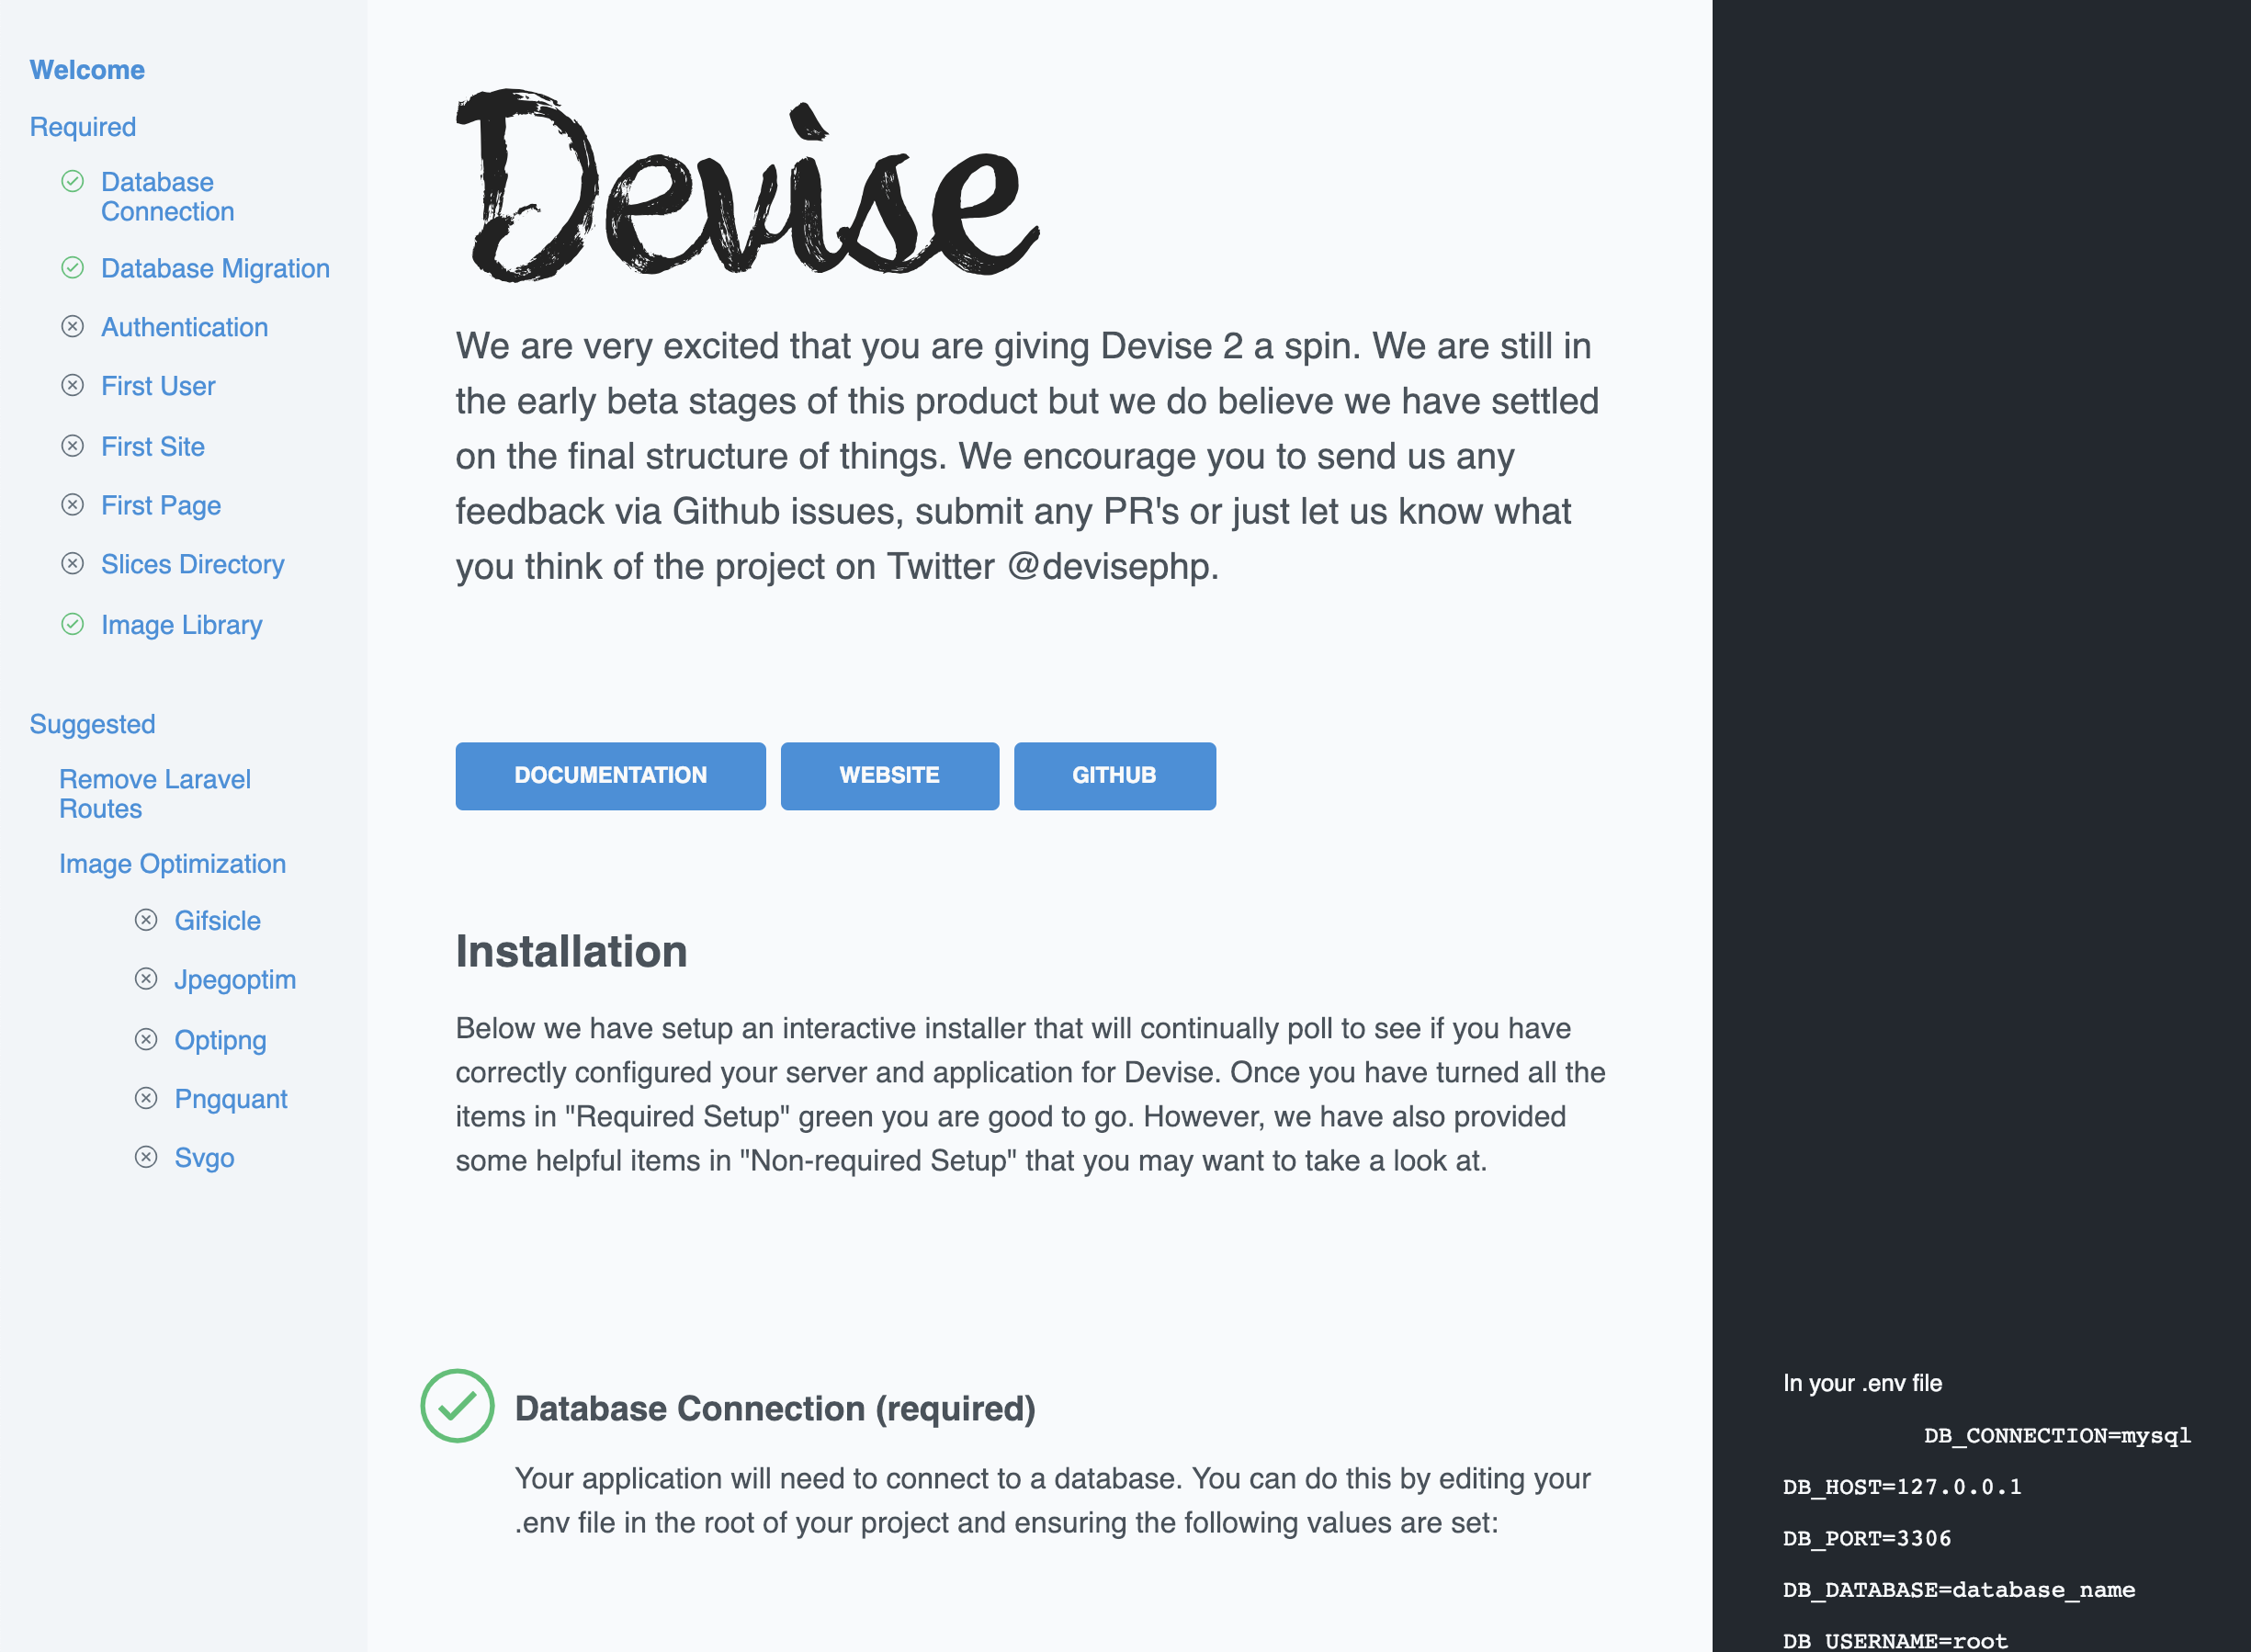 Welcome
Required
Database
Connection
Database Migration
Authentication
First User
First Site
First Page
Slices Directory
Image Library
Suggested
Remove Laravel
Routes
Image Optimization
Gifsicle
Jpegoptim
Optipng
Pngquant
Svgo
Devise
We are very excited that you are giving Devise 2 a spin. We are still in
the early beta stages of this product but we do believe we have settled
on the final structure of things. We encourage you to send us any
feedback via Github issues, submit any PR's or just let us know what
you think of the project on Twitter @devisephp.
DOCUMENTATION
WEBSITE
GITHUB
Installation
Below we have setup an interactive installer that will continually poll to see if you have
correctly configured your server and application for Devise. Once you have turned all the
items in "Required Setup" green you are good to go. However, we have also provided
some helpful items in "Non-required Setup" that you may want to take a look at.
Database Connection (required)
Your application will need to connect to a database. You can do this by editing your
.env file in the root of your project and ensuring the following values are set:
In your .env file
DB_CONNECTION=mysql
DB_HOST=127.0.0.1
DB_PORT=3306
DB_DATABASE=database_name
DB_USERNAME=root